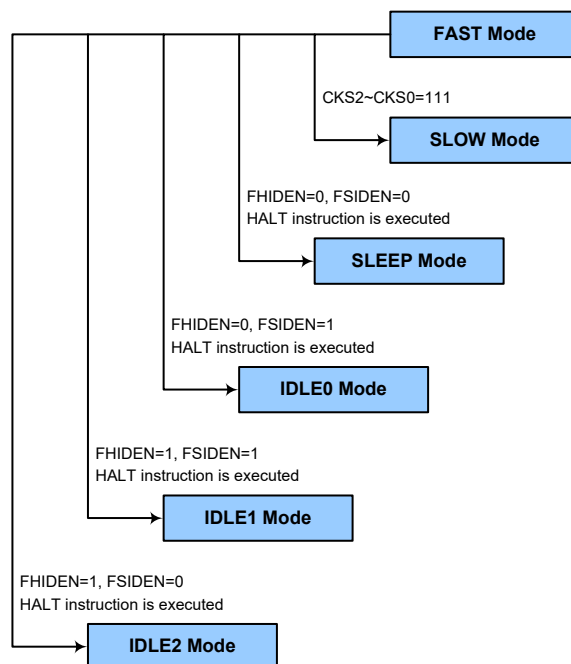 FAST Mode
CKS2~CKS0=111
SLOW Mode
FHIDEN=0, FSIDEN=0
HALT instruction is executed
SLEEP Mode
FHIDEN=0, FSIDEN=1
HALT instruction is executed
IDLE0 Mode
FHIDEN=1, FSIDEN=1
HALT instruction is executed
IDLE1 Mode
FHIDEN=1, FSIDEN=0
HALT instruction is executed
IDLE2 Mode